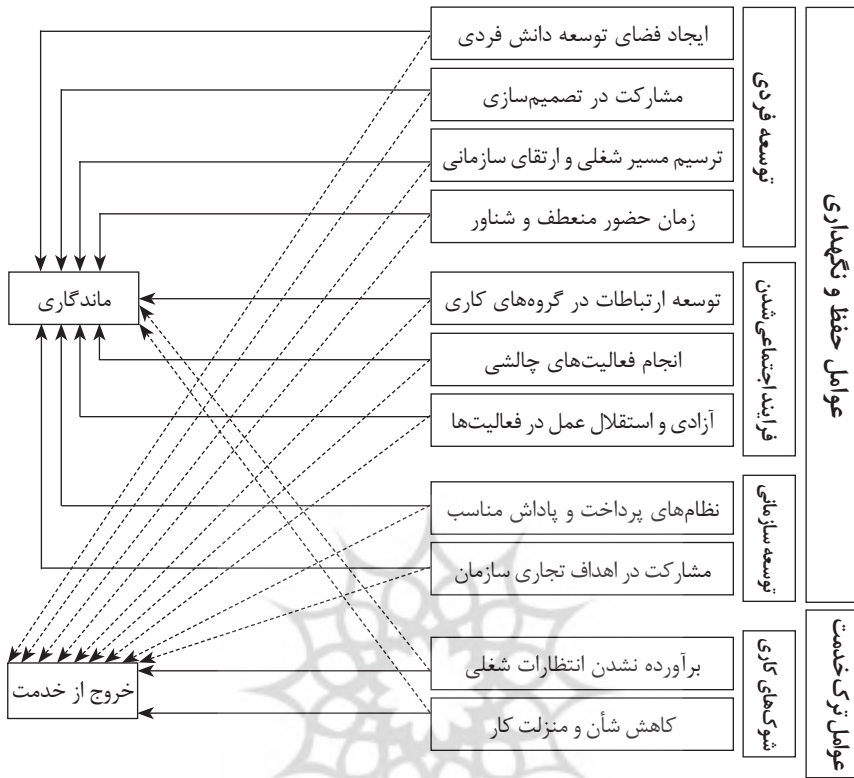 عوامل حفظ و نگهداری
توسعه فردی
ایجاد فضای توسعه دانش فردی
مشارکت در تصمیم‌سازی
ترسیم مسیر شغلی و ارتقای سازمانی
زمان حضور منعطف و شناور
فرایند اجتماعی‌شدن
توسعه ارتباطات در گروه‌های کاری
انجام فعالیت‌های چالشی
آزادی و استقلال عمل در فعالیت‌ها
توسعه سازمانی
نظام‌های پرداخت و پاداش مناسب
مشارکت در اهداف تجاری سازمان
عوامل ترک‌خدمت
شوک‌های کاری
برآورده نشدن انتظارات شغلی
کاهش شأن و منزلت کار
ماندگاری
خروج از خدمت